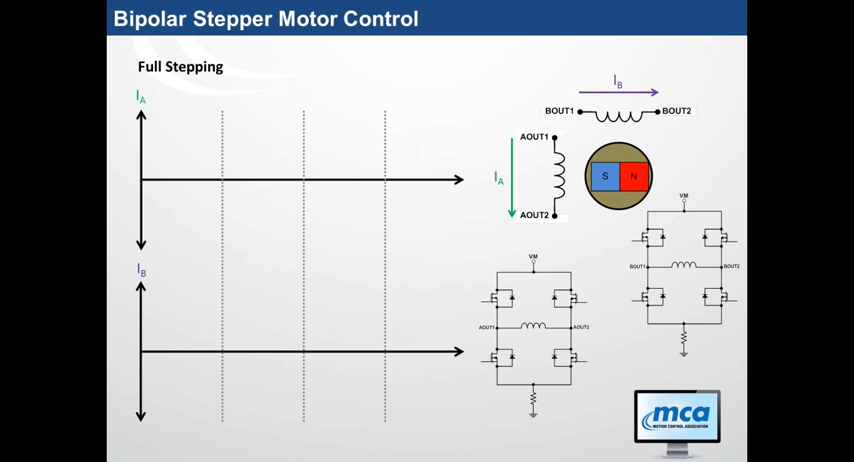 Bipolar Stepper Motor Control
Full Stepping
IA
IB
IB
BOUT1
BOUT2
AOUT1
IA
S
N
AOUT2
VM
BOUT1
BOUT2
VM
AOUT1
AOUT2
mca
MOTION CONTROL ASSOCIATION